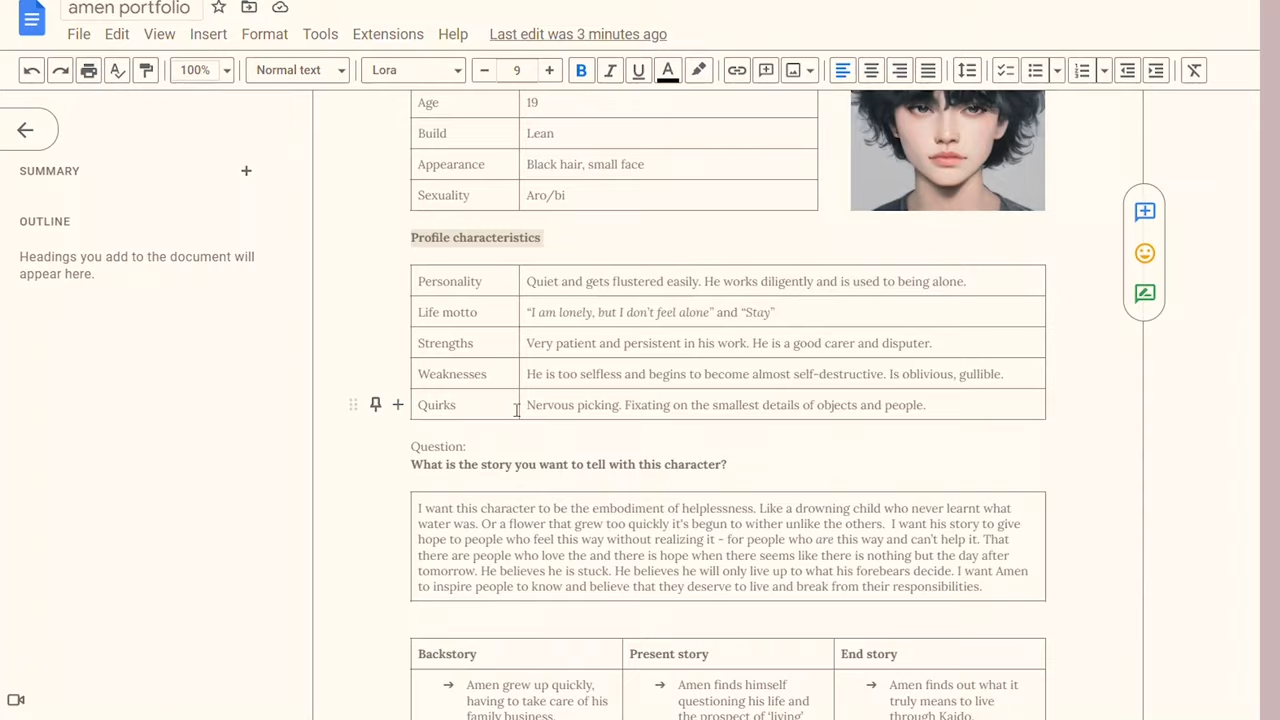 amen portfolio
File Edit View Insert Format Tools Extensions Help Last edit was 3 minutes ago
100% Normal text Lora 9 B I U A
SUMMARY
OUTLINE
Headings you add to the document will
appear here.
Age 19
Build Lean
Appearance Black hair, small face
Sexuality Aro/bi
Profile characteristics
Personality Quiet and gets flustered easily. He works diligently and is used to being alone.
Life motto “I am lonely, but I don’t feel alone” and “Stay”
Strengths Very patient and persistent in his work. He is a good carer and disputer.
Weaknesses He is too selfless and begins to become almost self-destructive. Is oblivious, gullible.
Quirks Nervous picking. Fixating on the smallest details of objects and people.
Question:
What is the story you want to tell with this character?
I want this character to be the embodiment of helplessness. Like a drowning child who never learnt what
water was. Or a flower that grew too quickly it's begun to wither unlike the others. I want his story to give
hope to people who feel this way without realizing it - for people who are this way and can’t help it. That
there are people who love the and there is hope when there seems like there is nothing but the day after
tomorrow. He believes he is stuck. He believes he will only live up to what his forebears decide. I want Amen
to inspire people to know and believe that they deserve to live and break from their responsibilities.
Backstory Present story End story
➔ Amen grew up quickly, ➔ Amen finds himself ➔ Amen finds out what it
having to take care of his questioning his life and truly means to live
family business. the prospect of ‘living’ through Kaido.